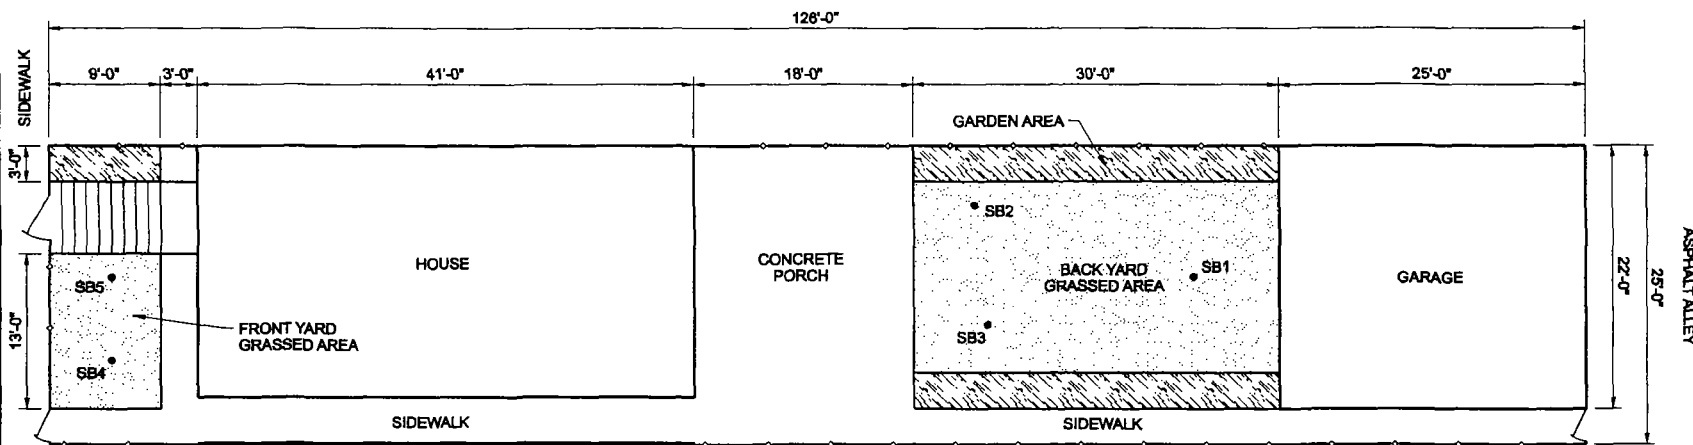 126'-0"
SIDEWALK
9'-0" 3'-0" 41'-0" 18'-0" 30'-0" 25'-0"
GARDEN AREA
3'-0"
SB2
HOUSE
CONCRETE
PORCH
BACK YARD
GRASSED AREA
SB1
GARAGE
22'-0"
25'-0"
ASPHALT ALLEY
SB5
13'-0"
FRONT YARD
GRASSED AREA
SB3
SB4
SIDEWALK
SIDEWALK